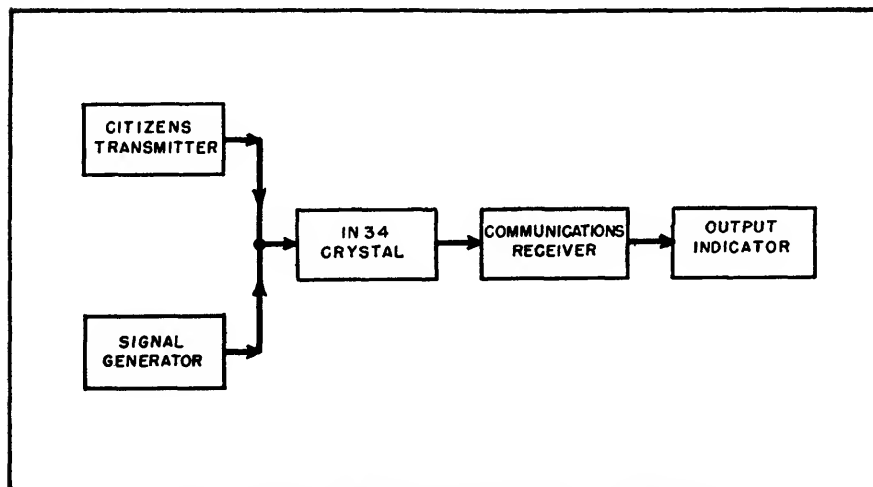 CITIZENS
TRANSMITTER
IN 34
CRYSTAL
COMMUNICATIONS
RECEIVER
OUTPUT
INDICATOR
SIGNAL
GENERATOR